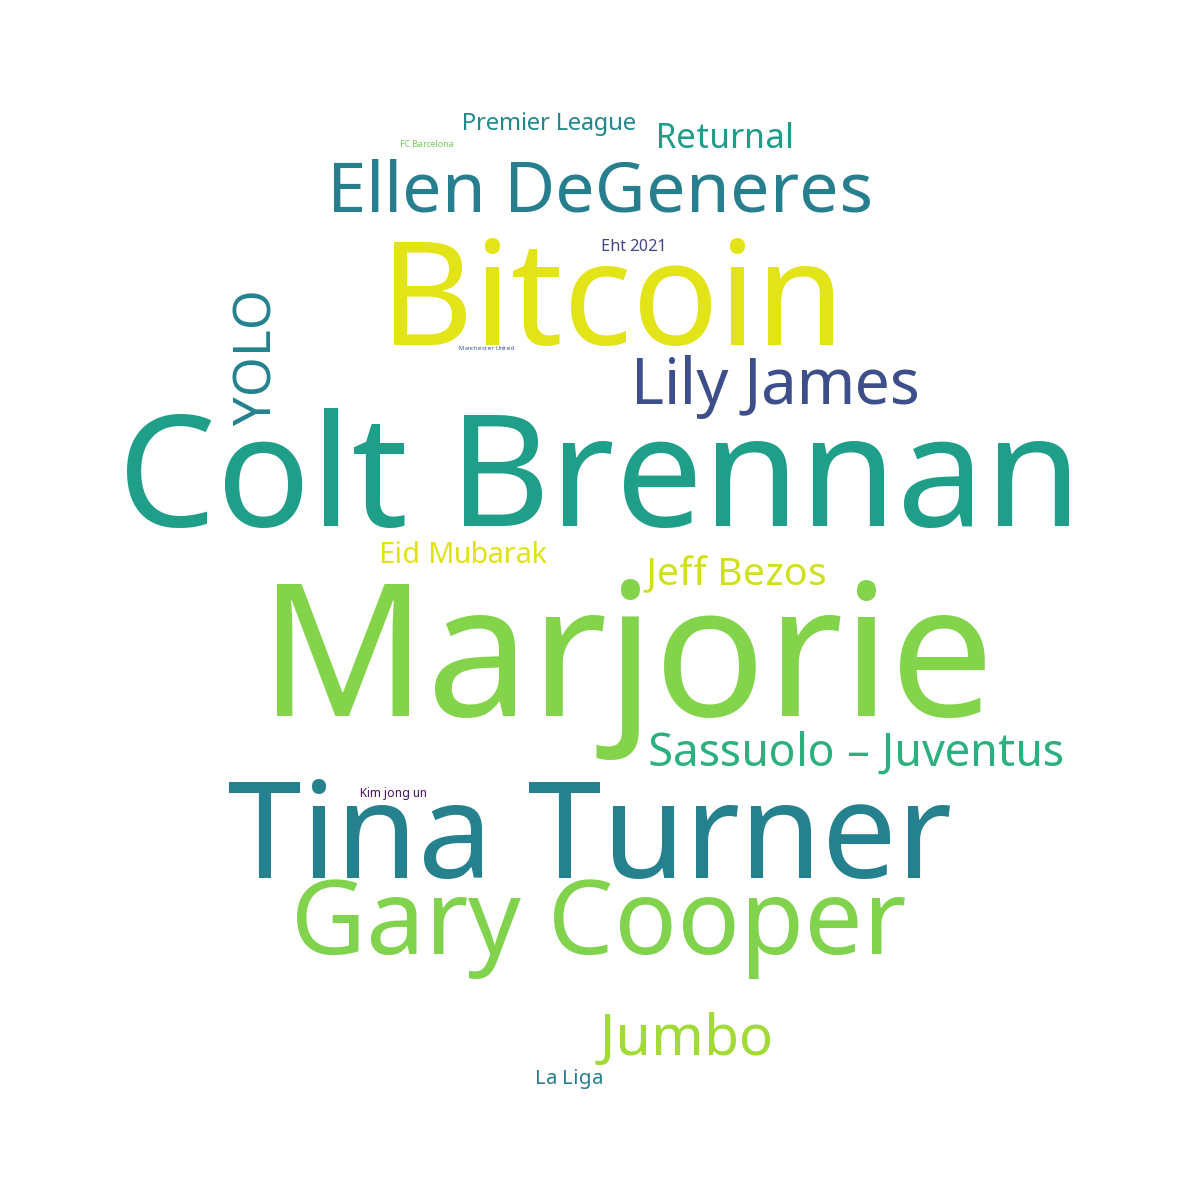 Premier League
Returnal
FC Barcelona
Ellen DeGeneres
Bitcoin
Eht 2021
YOLO
Manchester United
Lily James
Colt Brennan
Eid Mubarak
Jeff Bezos
Marjorie
Sassuolo – Juventus
Tina Turner
Kim jong un
Gary Cooper
Jumbo
La Liga